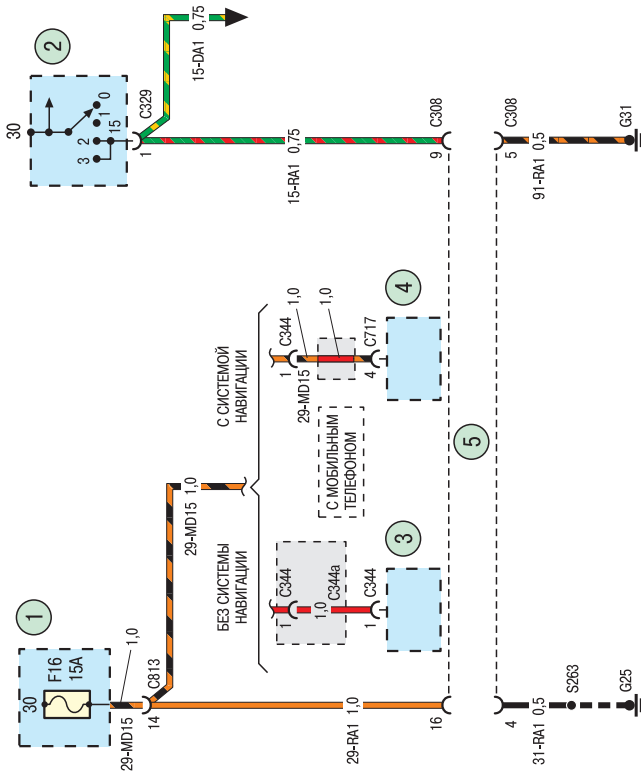 1
30
F16
15A
1,0
29-MD15
C813
14
29-MD15 1,0
29-RA1 1,0
16
4
31-RA1 0,5
S263
G25
БЕЗ СИСТЕМЫ
НАВИГАЦИИ
C344
1
1,0
C344a
C344
1
3
С СИСТЕМОЙ
НАВИГАЦИИ
C344
1
1,0
29-MD15
1,0
C717
4
4
С МОБИЛЬНЫМ
ТЕЛЕФОНОМ
5
2
30
0
1
2
3
15
C329
1
15-DA1 0,75
15-RA1 0,75
C308
9
C308
5
91-RA1 0,5
G31